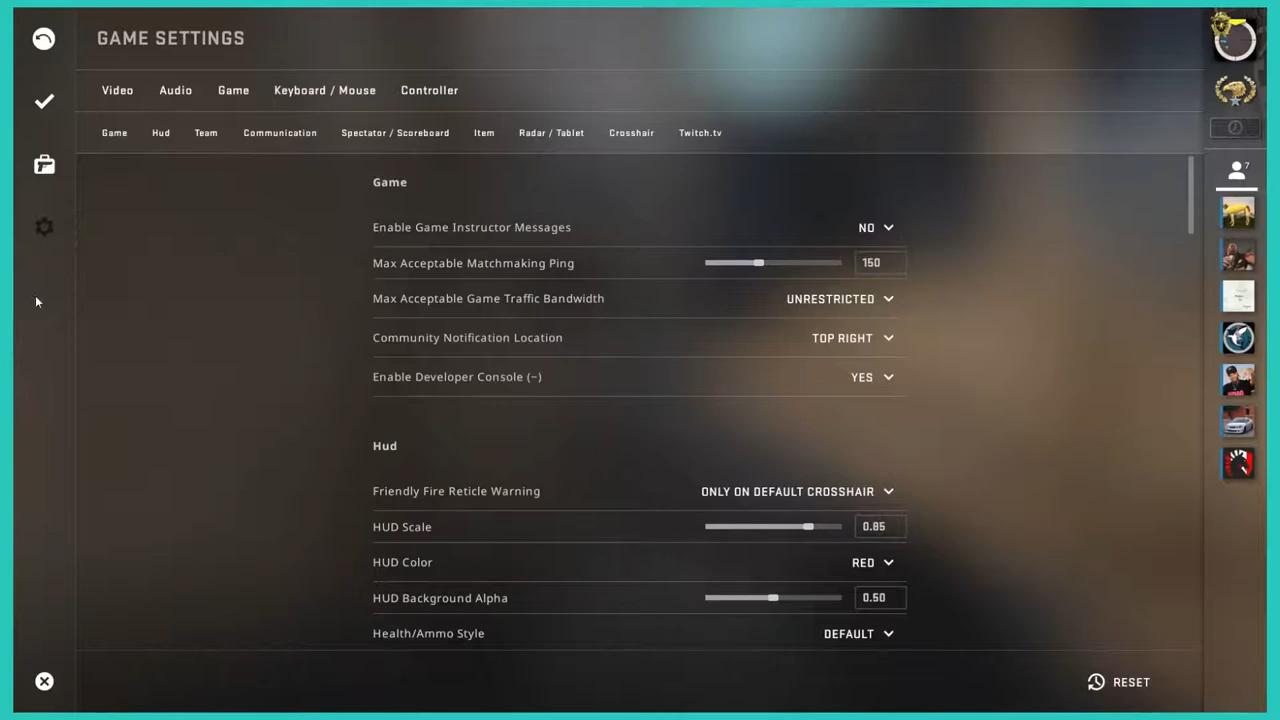 GAME SETTINGS
Video Audio Game Keyboard / Mouse Controller
Game Hud Team Communication Spectator / Scoreboard Item Radar / Tablet Crosshair Twitch.tv
Game
7
Enable Game Instructor Messages NO
Max Acceptable Matchmaking Ping 150
Max Acceptable Game Traffic Bandwidth UNRESTRICTED
Community Notification Location TOP RIGHT
Enable Developer Console (~) YES
Hud
Friendly Fire Reticle Warning ONLY ON DEFAULT CROSSHAIR
HUD Scale 0.85
HUD Color RED
HUD Background Alpha 0.50
Health/Ammo Style DEFAULT
RESET